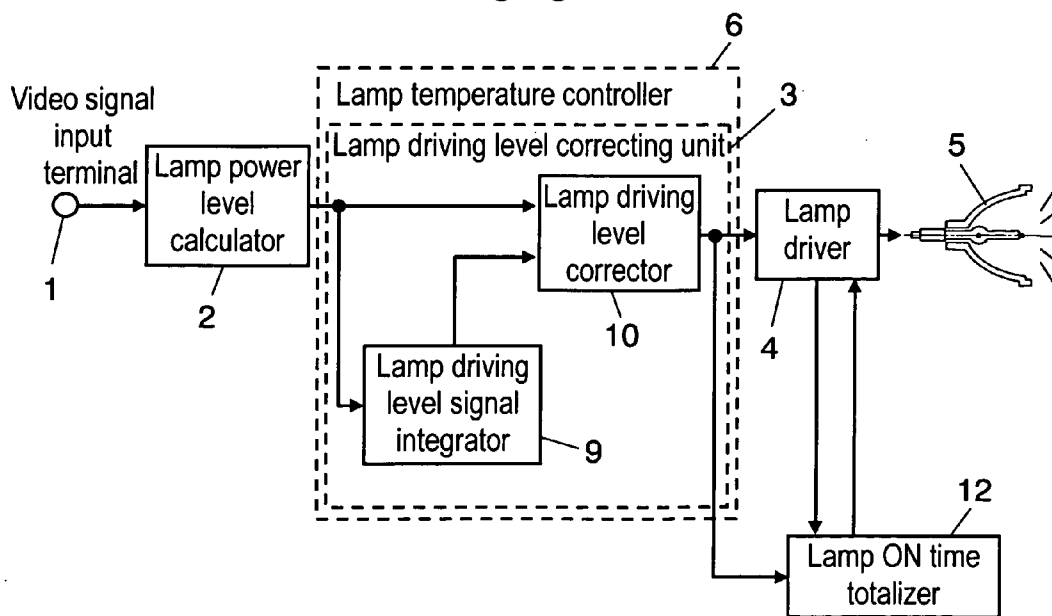 6
Lamp temperature controller
3
Video signal
input
terminal
Lamp driving level correcting unit
5
Lamp power
level
calculator
Lamp driving
level
corrector
Lamp
driver
1
2
10
4
Lamp driving
level signal
integrator
9
12
Lamp ON time
totalizer